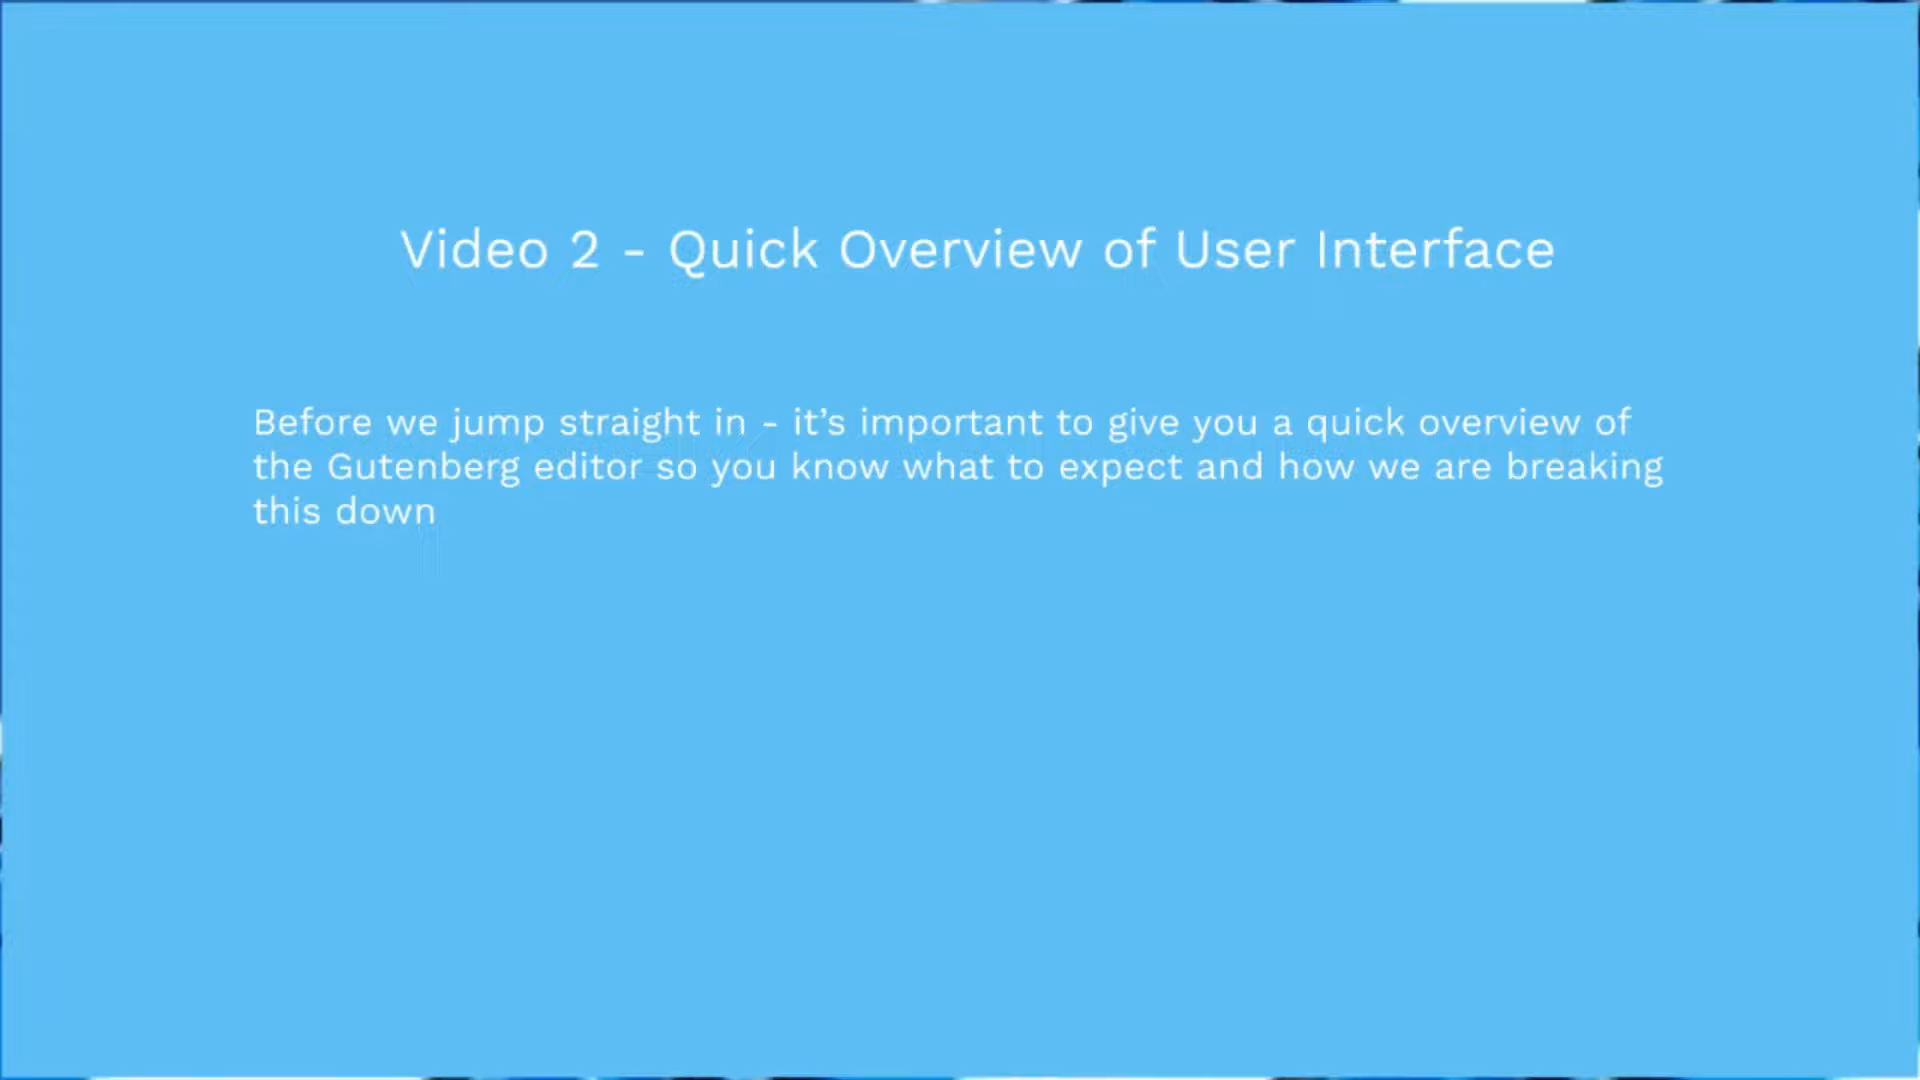 Video 2 - Quick Overview of User Interface
Before we jump straight in - it’s important to give you a quick overview of
the Gutenberg editor so you know what to expect and how we are breaking
this down